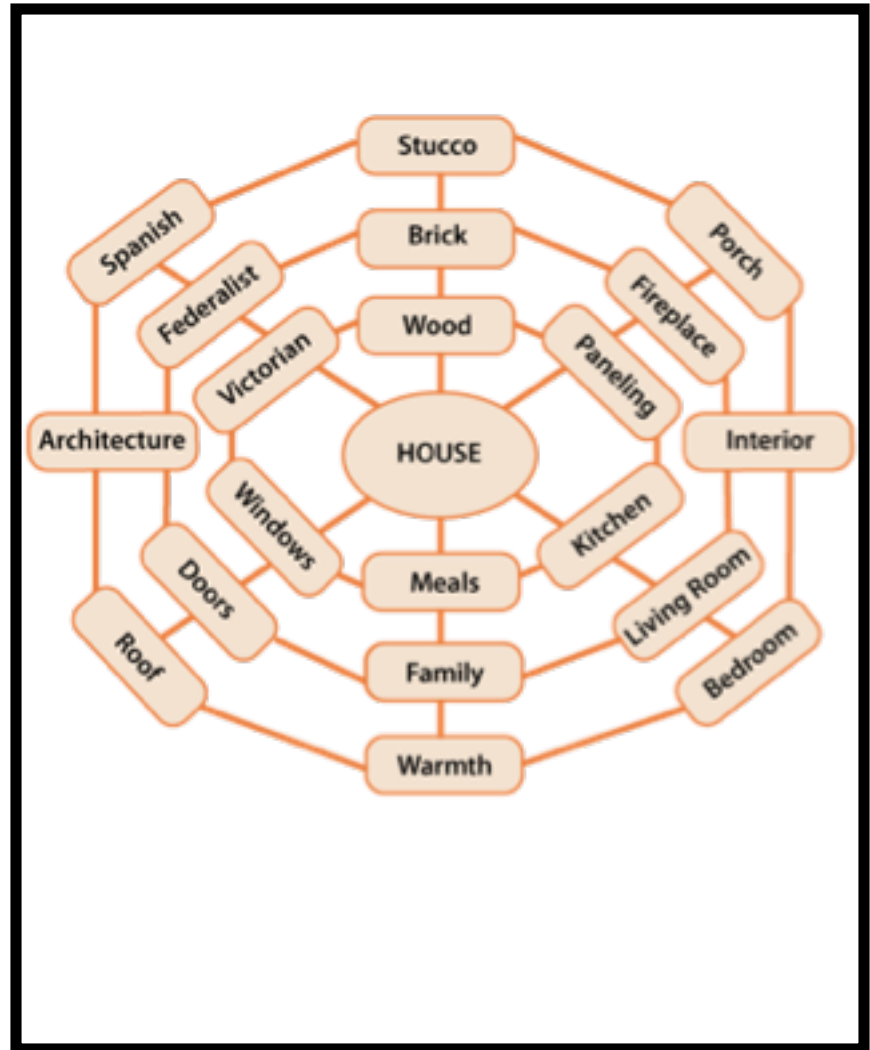 Stucco
Spanish
Porch
Brick
Federalist
Fireplace
Wood
Victorian
Paneling
Architecture
HOUSE
Interior
Windows
Kitchen
Meals
Doors
Living Room
Roof
Family
Bedroom
Warmth